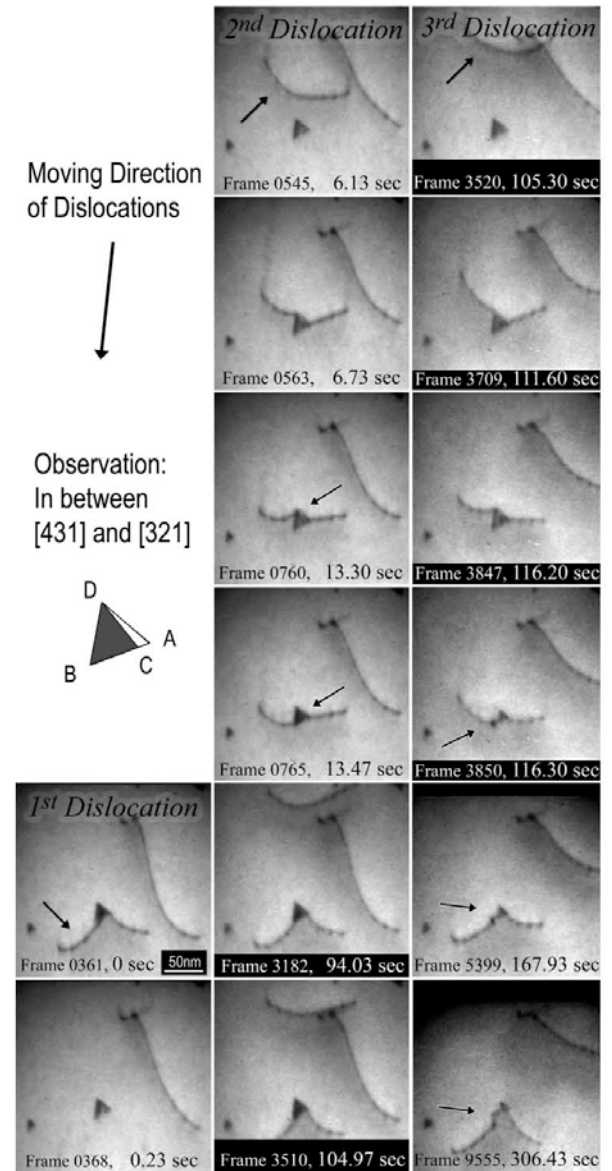 2nd Dislocation
3rd Dislocation
Frame 0545, 6.13 sec
Frame 3520, 105.30 sec
Moving Direction
of Dislocations
Frame 0563, 6.73 sec
Frame 3709, 111.60 sec
Observation:
In between
[431] and [321]
D
A
B
C
Frame 0760, 13.30 sec
Frame 3847, 116.20 sec
Frame 0765, 13.47 sec
Frame 3850, 116.30 sec
1st Dislocation
Frame 0361, 0 sec
50nm
Frame 3182, 94.03 sec
Frame 5399, 167.93 sec
Frame 0368, 0.23 sec
Frame 3510, 104.97 sec
Frame 9555, 306.43 sec